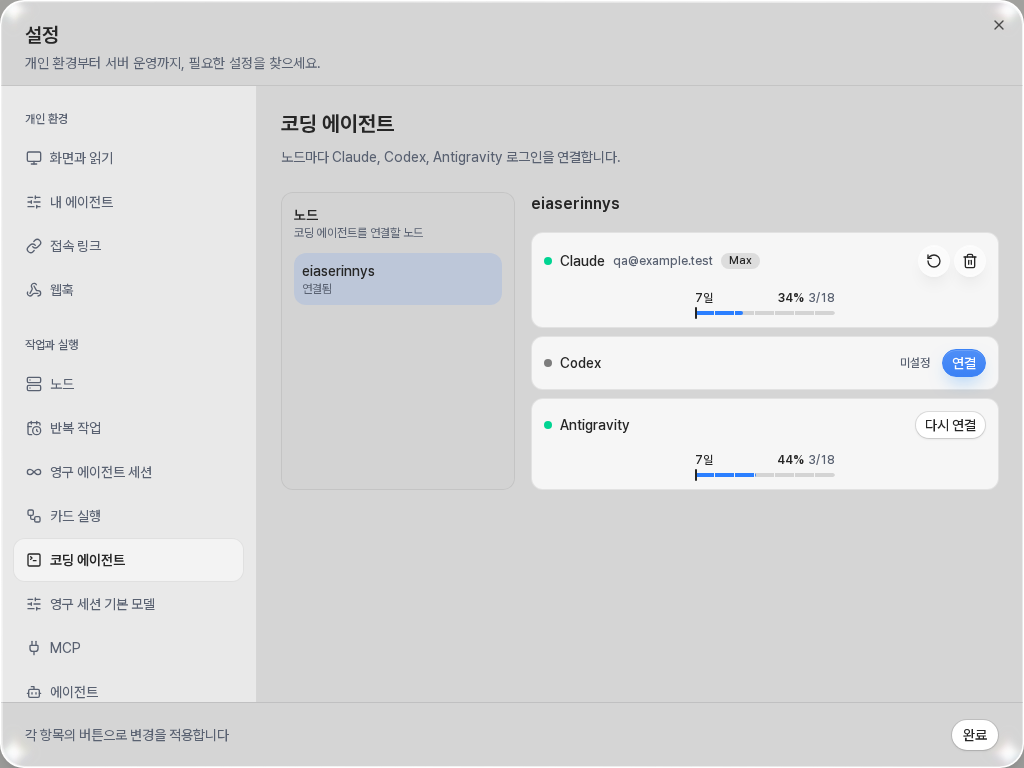 설정
개인 환경부터 서버 운영까지, 필요한 설정을 찾으세요.
개인 환경
화면과 읽기
내 에이전트
접속 링크
웹훅
작업과 실행
노드
반복 작업
영구 에이전트 세션
카드 실행
코딩 에이전트
영구 세션 기본 모델
MCP
에이전트
코딩 에이전트
노드마다 Claude, Codex, Antigravity 로그인을 연결합니다.
노드
코딩 에이전트를 연결할 노드
eiaserinnys
연결됨
eiaserinnys
Claude qa@example.test Max
7일 34% 3/18
Codex 미설정 연결
Antigravity 다시 연결
7일 44% 3/18
각 항목의 버튼으로 변경을 적용합니다
완료